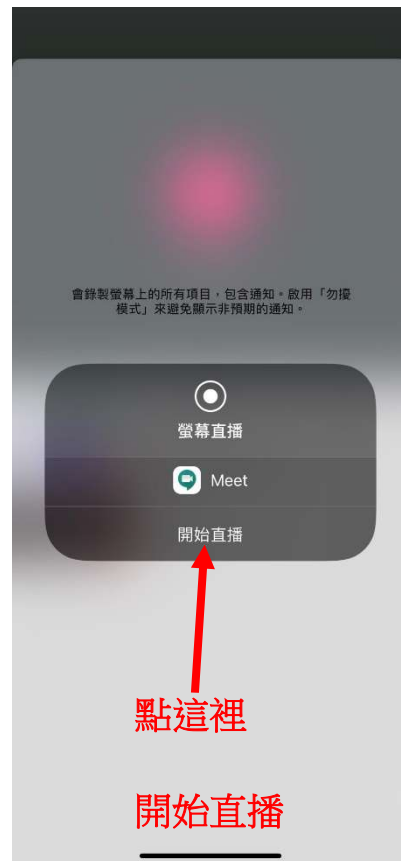 會錄製螢幕上的所有項目，包含通知。啟用「勿擾
模式」來避免顯示非預期的通知。
螢幕直播
Meet
開始直播
點這裡
開始直播